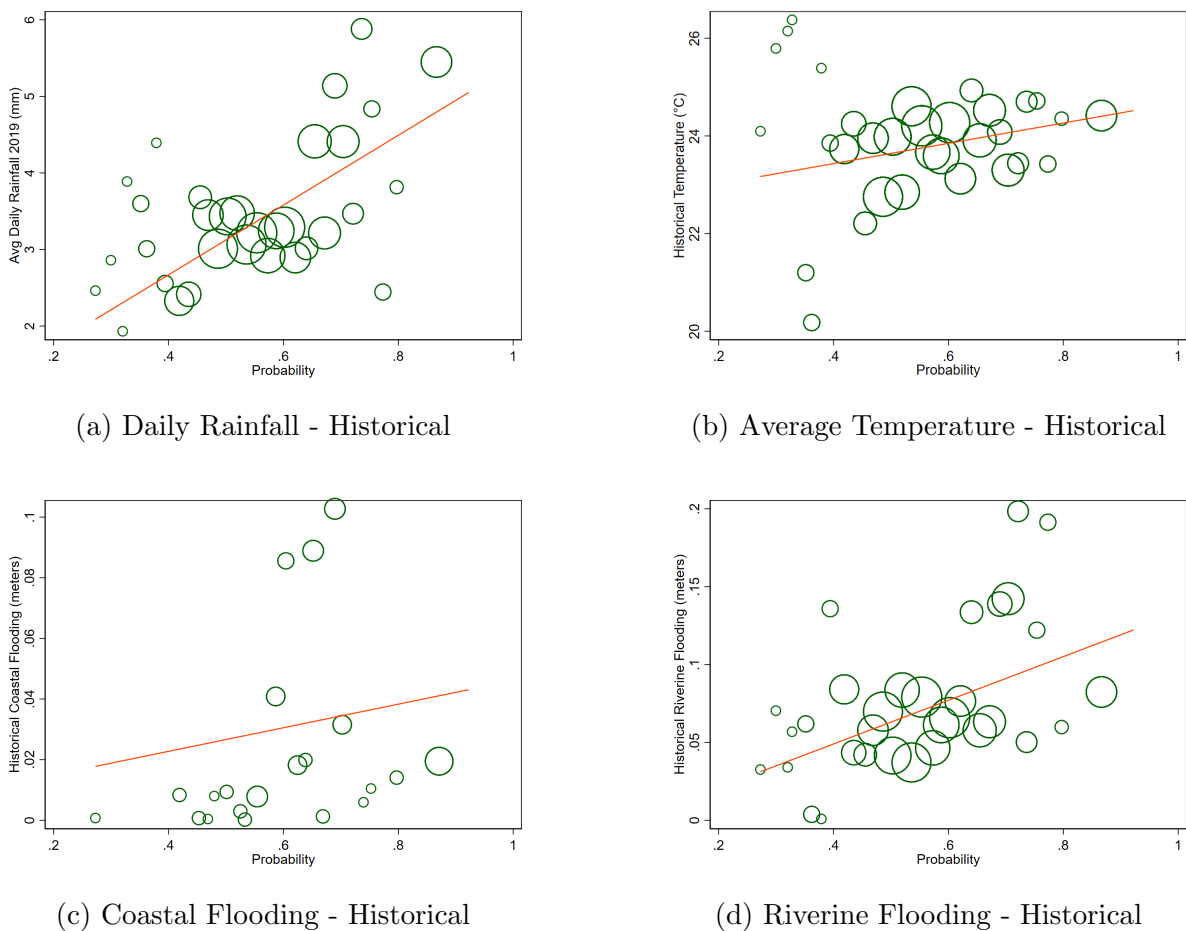 Avg Daily Rainfall 2019 (mm)
6
5
4
3
2
.2 .4 .6 .8 1
Probability
(a) Daily Rainfall - Historical
Historical Temperature (°C)
26
24
22
20
.2 .4 .6 .8 1
Probability
(b) Average Temperature - Historical
Historical Coastal Flooding (meters)
.1
.08
.06
.04
.02
0
.2 .4 .6 .8 1
Probability
(c) Coastal Flooding - Historical
Historical Riverine Flooding (meters)
.2
.15
.1
.05
0
.2 .4 .6 .8 1
Probability
(d) Riverine Flooding - Historical